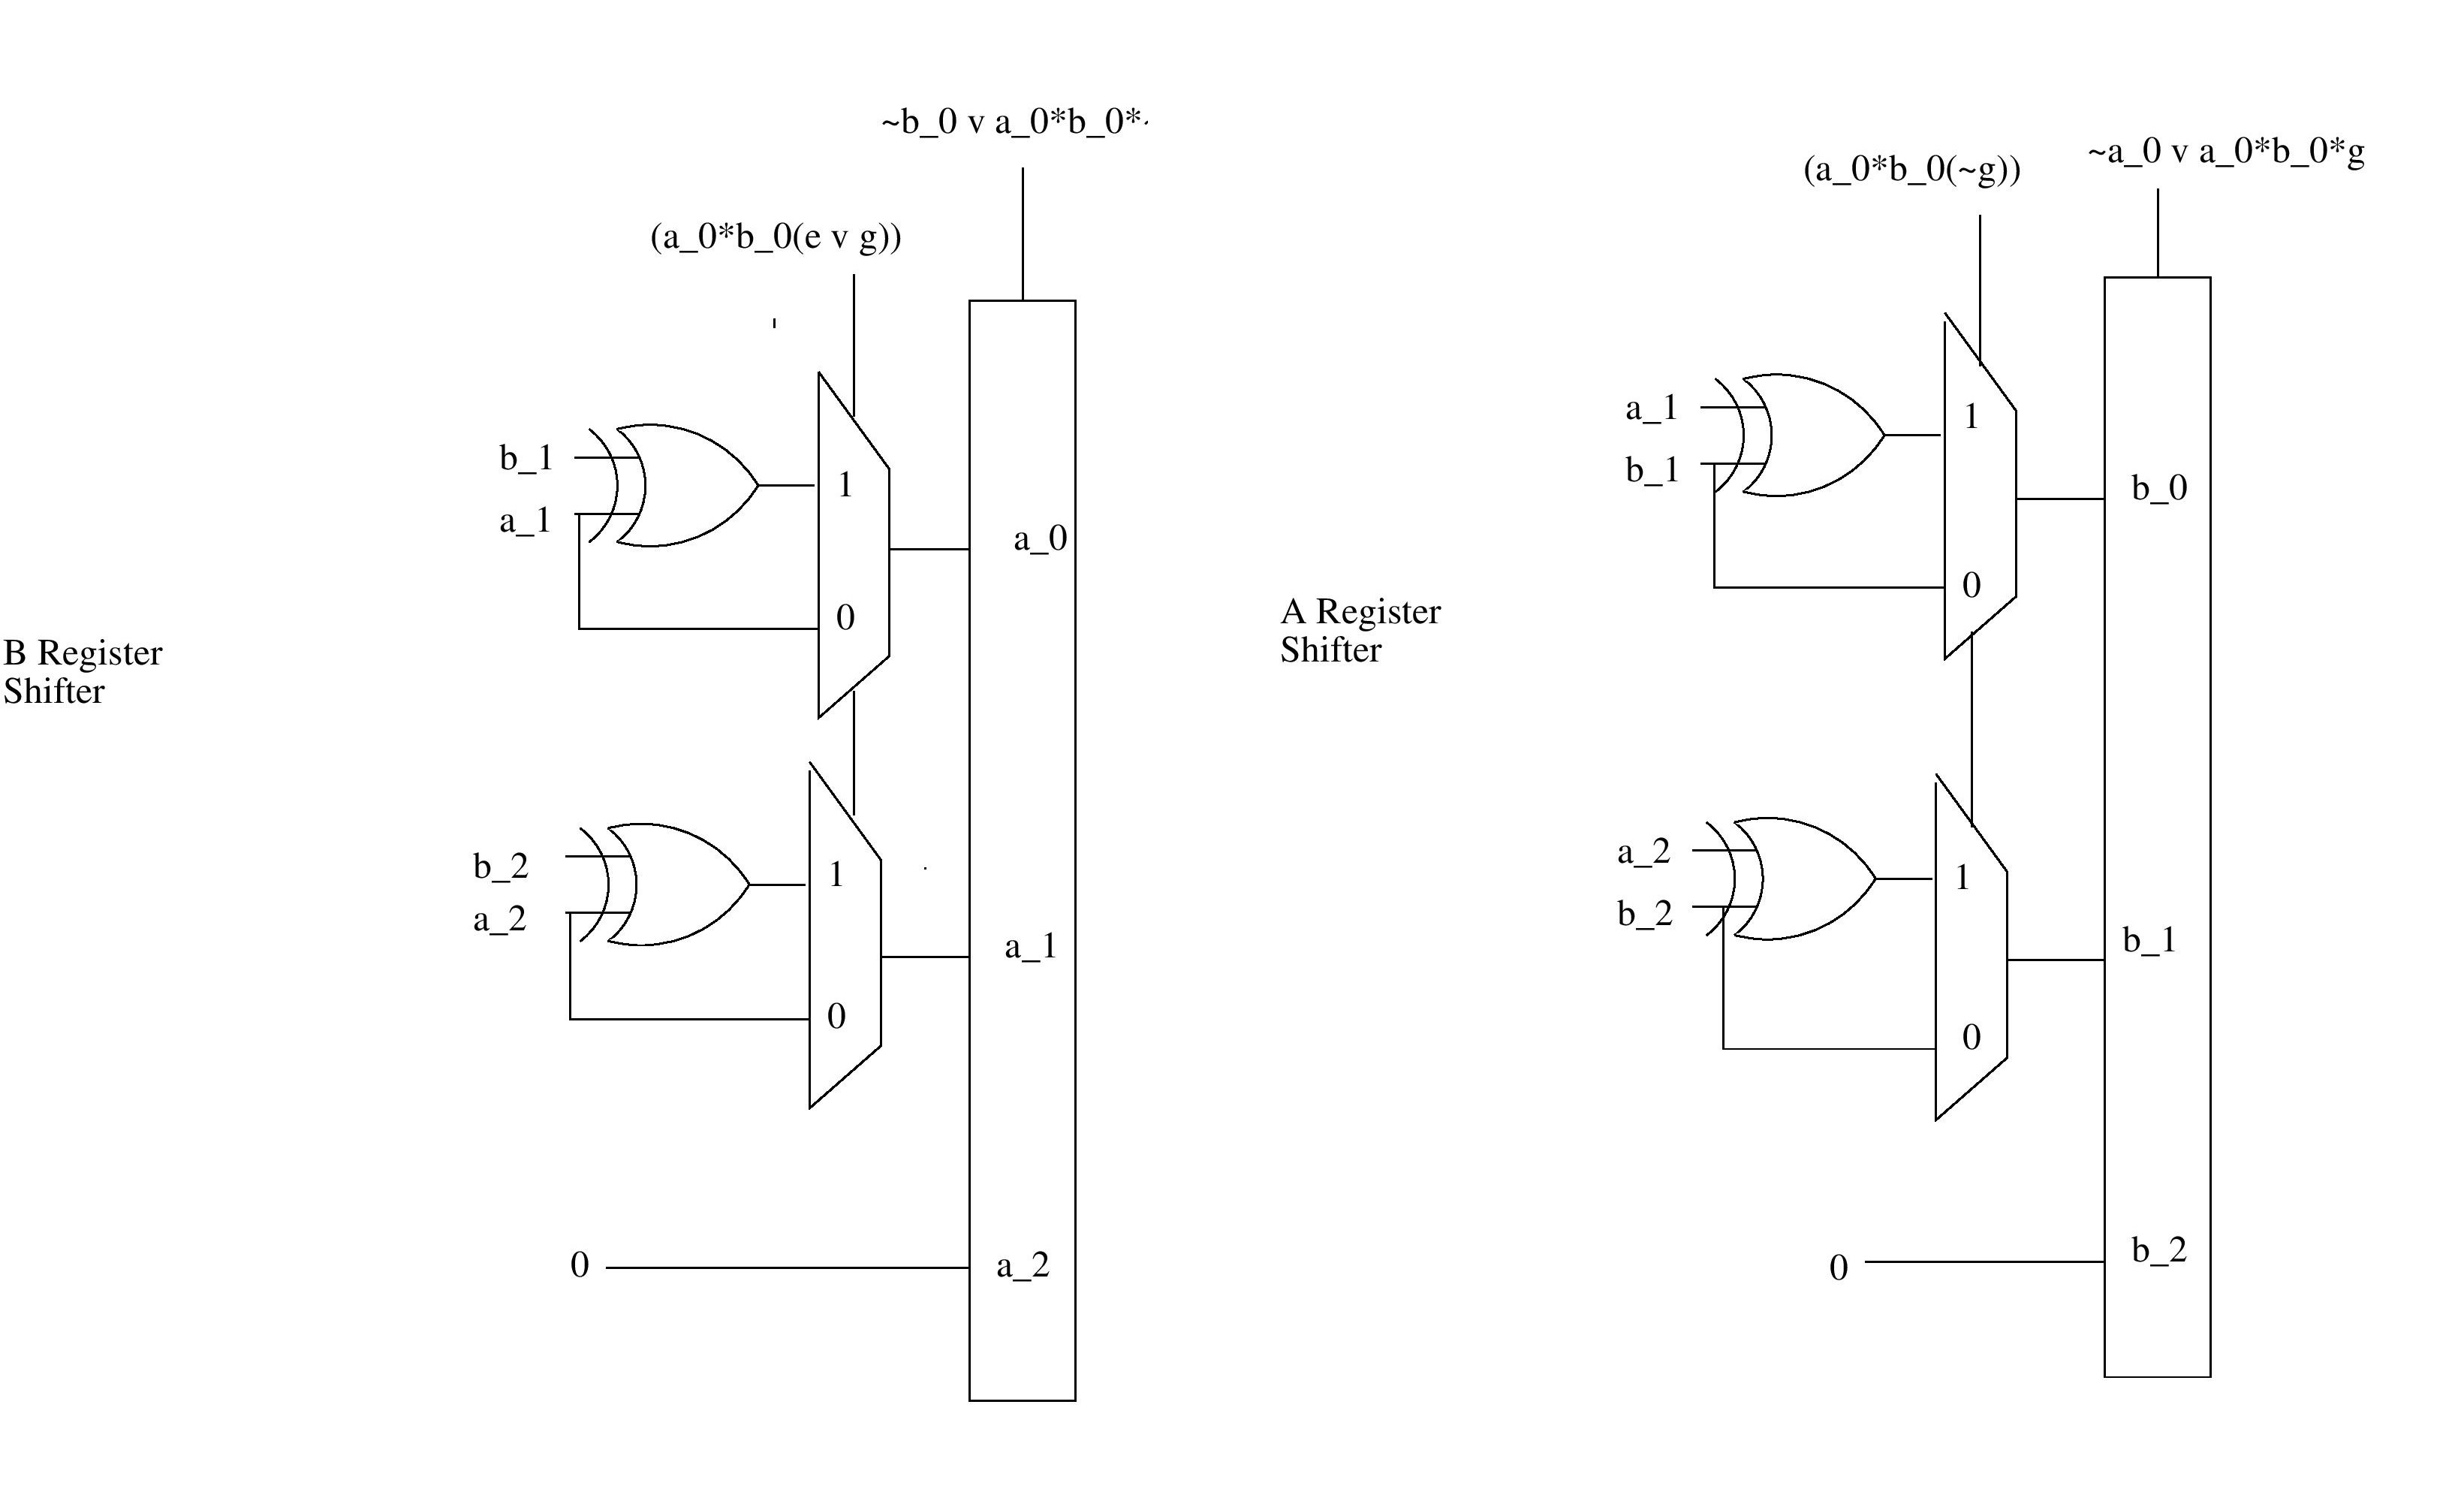 ~b_0 v a_0*b_0*
(a_0*b_0(e v g))
b_1
a_1
1
0
a_0
B Register
Shifter
b_2
a_2
1
0
a_1
0
a_2
(a_0*b_0(~g))
~a_0 v a_0*b_0*g
a_1
b_1
1
0
b_0
A Register
Shifter
a_2
b_2
1
0
b_1
0
b_2